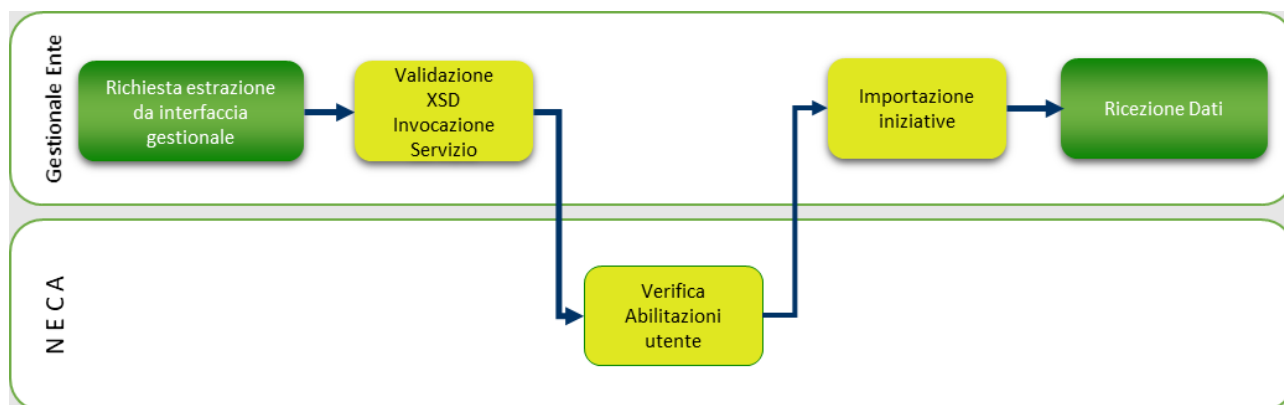 Gestionale Ente
Richiesta estrazione
da interfaccia
gestionale
Validazione
XSD
Invocazione
Servizio
Importazione
iniziative
Ricezione Dati
N E C A
Verifica
Abilitazioni
utente